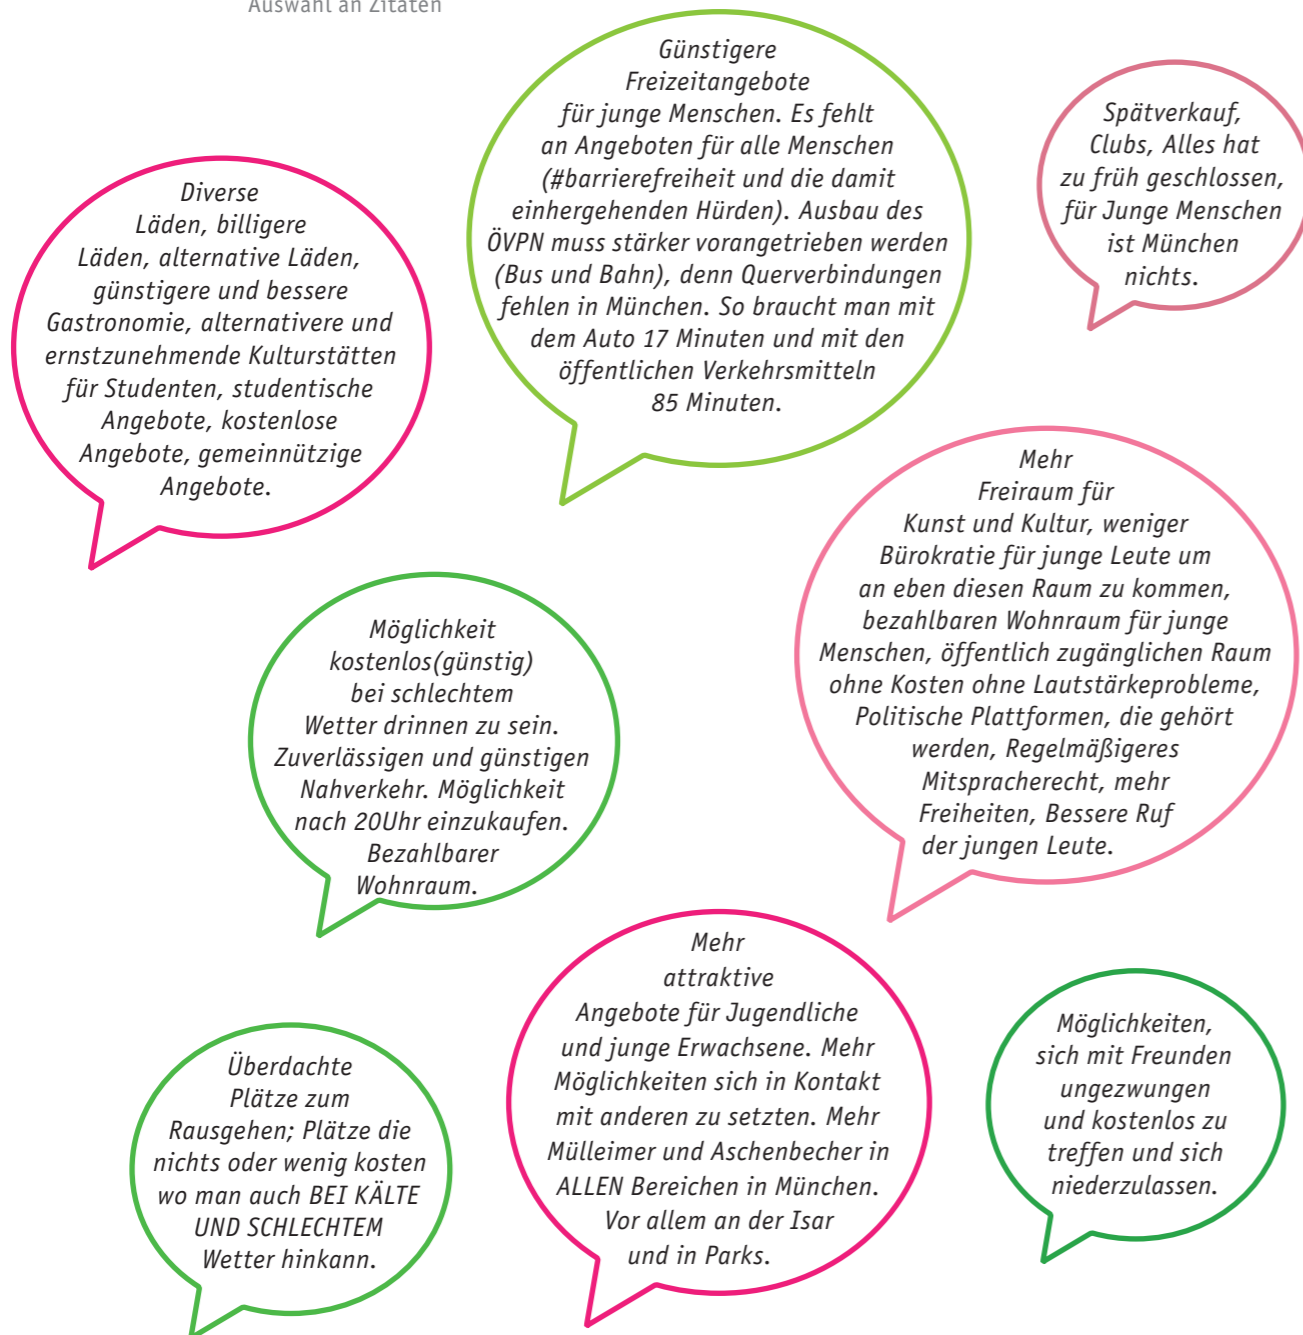 Auswahl an Zitaten
Günstigere
Freizeitangebote
für junge Menschen. Es fehlt
an Angeboten für alle Menschen
(#barrierefreiheit und die damit
einhergehenden Hürden). Ausbau des
ÖVPN muss stärker vorangetrieben werden
(Bus und Bahn), denn Querverbindungen
fehlen in München. So braucht man mit
dem Auto 17 Minuten und mit den
öffentlichen Verkehrsmitteln
85 Minuten.
Spätverkauf,
Clubs, Alles hat
zu früh geschlossen,
für Junge Menschen
ist München
nichts.
Diverse
Läden, billigere
Läden, alternative Läden,
günstigere und bessere
Gastronomie, alternativere und
ernstzunehmende Kulturstätten
für Studenten, studentische
Angebote, kostenlose
Angebote, gemeinnützige
Angebote.
Mehr
Freiraum für
Kunst und Kultur, weniger
Bürokratie für junge Leute um
an eben diesen Raum zu kommen,
bezahlbaren Wohnraum für junge
Menschen, öffentlich zugänglichen Raum
ohne Kosten ohne Lautstärkeprobleme,
Politische Plattformen, die gehört
werden, Regelmäßigeres
Mitspracherecht, mehr
Freiheiten, Bessere Ruf
der jungen Leute.
Möglichkeit
kostenlos(günstig)
bei schlechtem
Wetter drinnen zu sein.
Zuverlässigen und günstigen
Nahverkehr. Möglichkeit
nach 20Uhr einzukaufen.
Bezahlbarer
Wohnraum.
Mehr
attraktive
Angebote für Jugendliche
und junge Erwachsene. Mehr
Möglichkeiten sich in Kontakt
mit anderen zu setzten. Mehr
Mülleimer und Aschenbecher in
ALLEN Bereichen in München.
Vor allem an der Isar
und in Parks.
Möglichkeiten,
sich mit Freunden
ungezwungen
und kostenlos zu
treffen und sich
niederzulassen.
Überdachte
Plätze zum
Rausgehen; Plätze die
nichts oder wenig kosten
wo man auch BEI KÄLTE
UND SCHLECHTEM
Wetter hinkann.